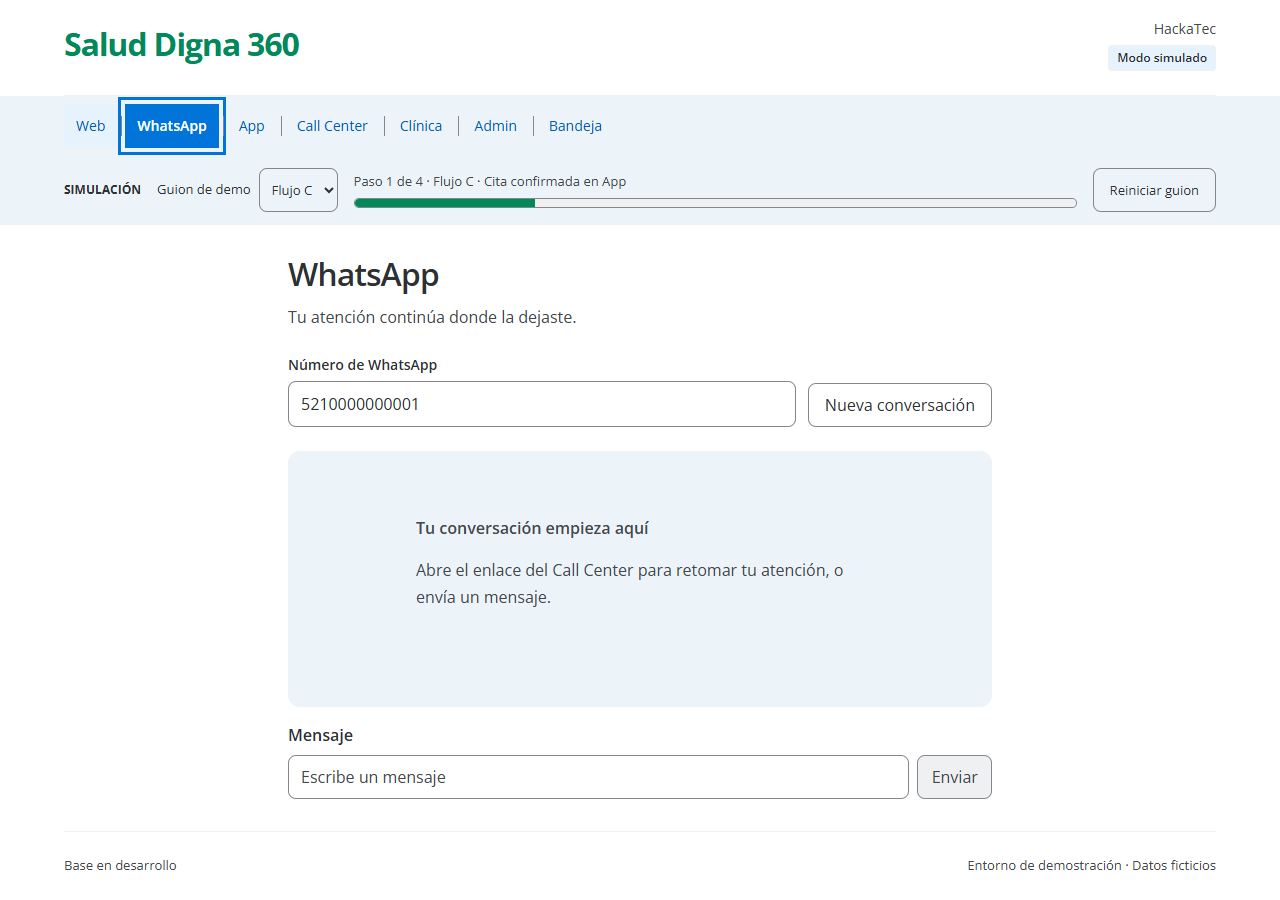 Salud Digna 360
HackaTec
Modo simulado
Web
WhatsApp
App
Call Center
Clínica
Admin
Bandeja
SIMULACIÓN
Guion de demo
Flujo C
Paso 1 de 4 · Flujo C · Cita confirmada en App
Reiniciar guion
WhatsApp
Tu atención continúa donde la dejaste.
Número de WhatsApp
5210000000001
Nueva conversación
Tu conversación empieza aquí
Abre el enlace del Call Center para retomar tu atención, o
envía un mensaje.
Mensaje
Escribe un mensaje
Enviar
Base en desarrollo
Entorno de demostración · Datos ficticios